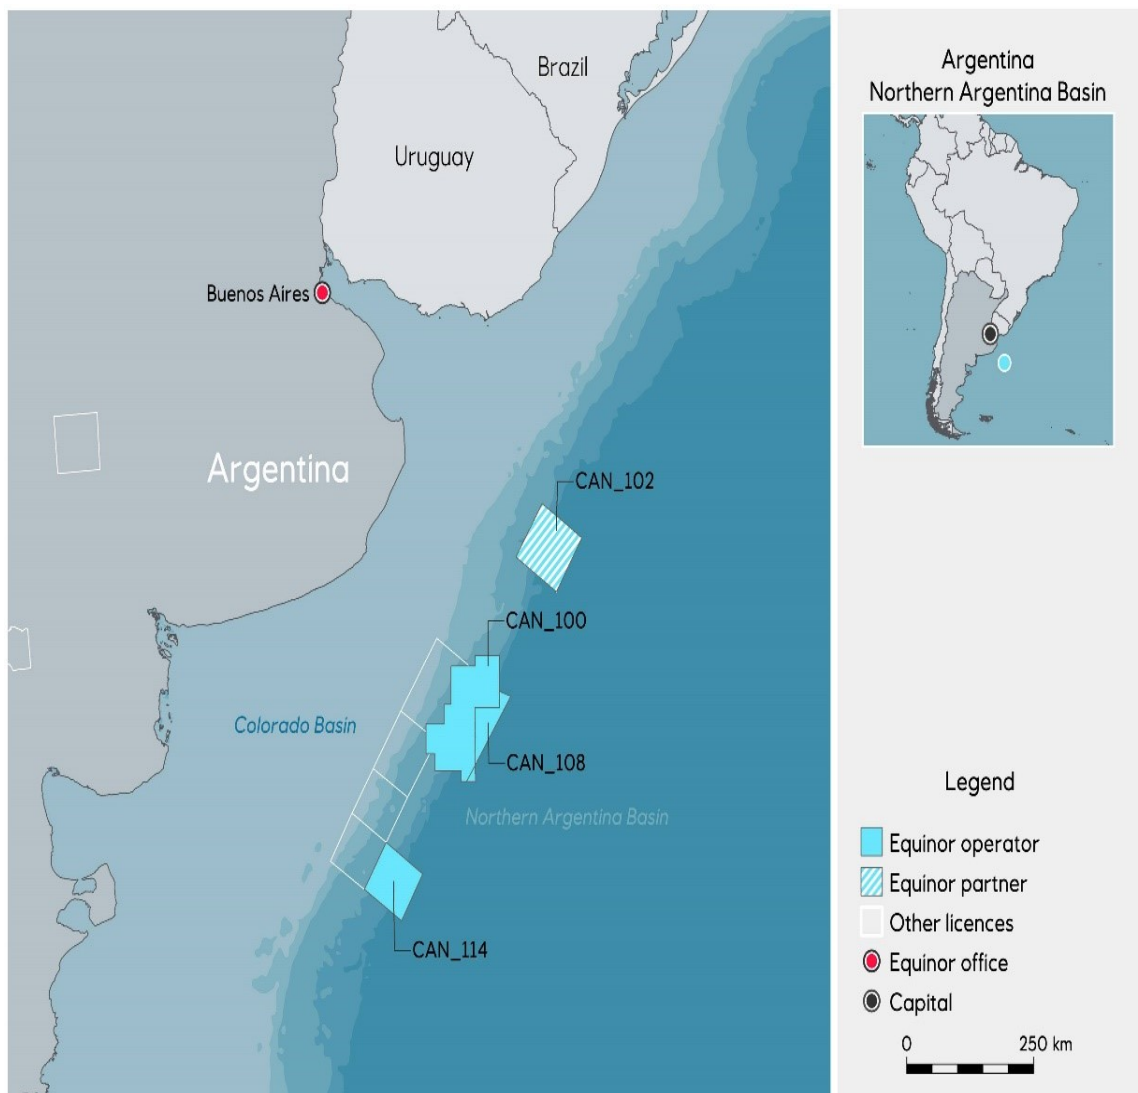 Brazil
Uruguay
Buenos Aires
Argentina
CAN_102
CAN_100
Colorado Basin
CAN_108
Northern Argentina Basin
CAN_114
Argentina
Northern Argentina Basin
Legend
Equinor operator
Equinor partner
Other licences
Equinor office
Capital
0 250 km